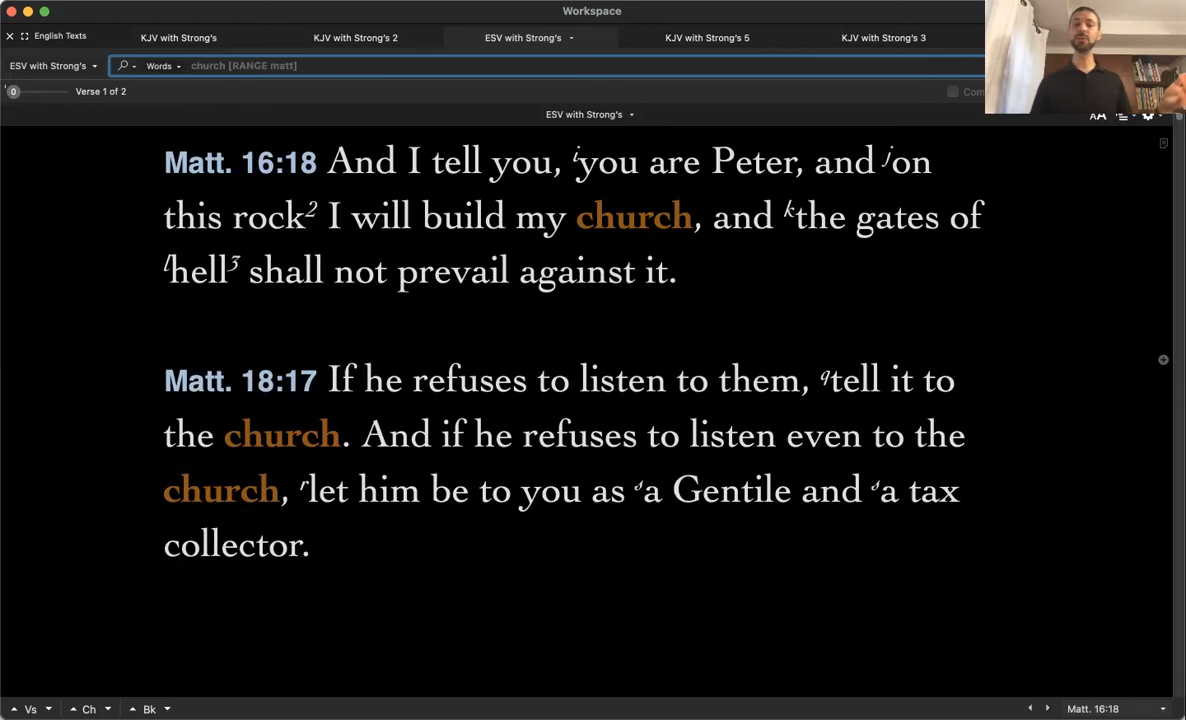 Workspace
English Texts KJV with Strong's KJV with Strong's 2 ESV with Strong's KJV with Strong's 5 KJV with Strong's 3
ESV with Strong's Words church [RANGE matt]
0 Verse 1 of 2 Com
ESV with Strong's AA
Matt. 16:18 And I tell you, i you are Peter, and j on
this rock2 I will build my church, and k the gates of
l hell3 shall not prevail against it.
Matt. 18:17 If he refuses to listen to them, q tell it to
the church. And if he refuses to listen even to the
church, r let him be to you as s a Gentile and s a tax
collector.
Vs Ch Bk Matt. 16:18